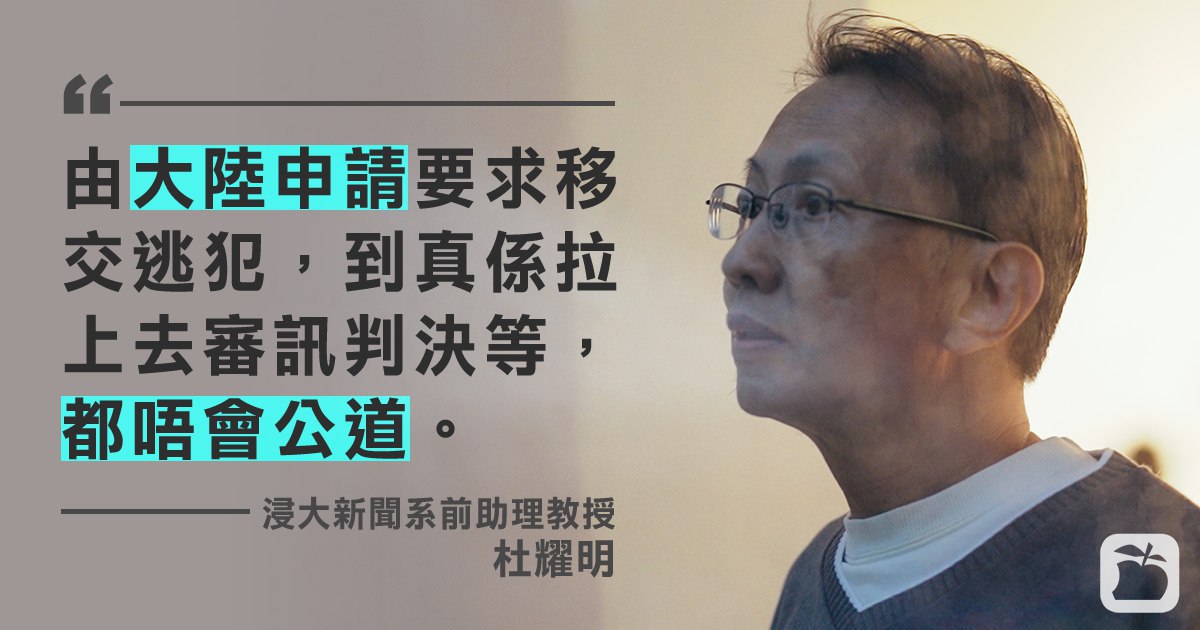 “
由大陸申請要求移
交逃犯，到真係拉
上去審訊判決等，
都唔會公道。
浸大新聞系前助理教授
杜耀明